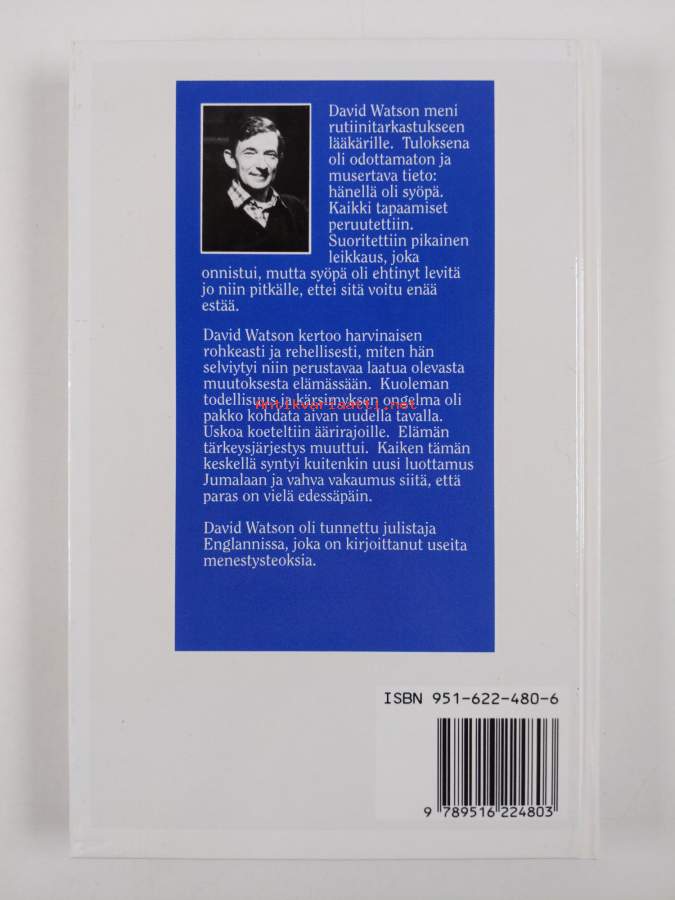 David Watson meni
rutiinitarkastukseen
lääkärille. Tuloksena
oli odottamaton ja
musertava tieto:
hänellä oli syöpä.
Kaikki tapaamiset
peruutettiin.
Suoritettiin pikainen
leikkaus, joka
onnistui, mutta syöpä oli ehtinyt levitä
jo niin pitkälle, ettei sitä voitu enää
estää.
David Watson kertoo harvinaisen
rohkeasti ja rehellisesti, miten hän
selviytyi niin perustavaa laatua olevasta
muutoksesta elämässään. Kuoleman
todellisuus ja kärsimyksen ongelma oli
Antikvariaatti.net
pakko kohdata aivan uudella tavalla.
Uskoa koeteltiin äärirajoille. Elämän
tärkeysjärjestys muuttui. Kaiken tämän
keskellä syntyi kuitenkin uusi luottamus
Jumalaan ja vahva vakaumus siitä, että
paras on vielä edessäpäin.
David Watson oli tunnettu julistaja
Englannissa, joka on kirjoittanut useita
menestysteoksia.
ISBN 951-622-480-6
9 789516 224803